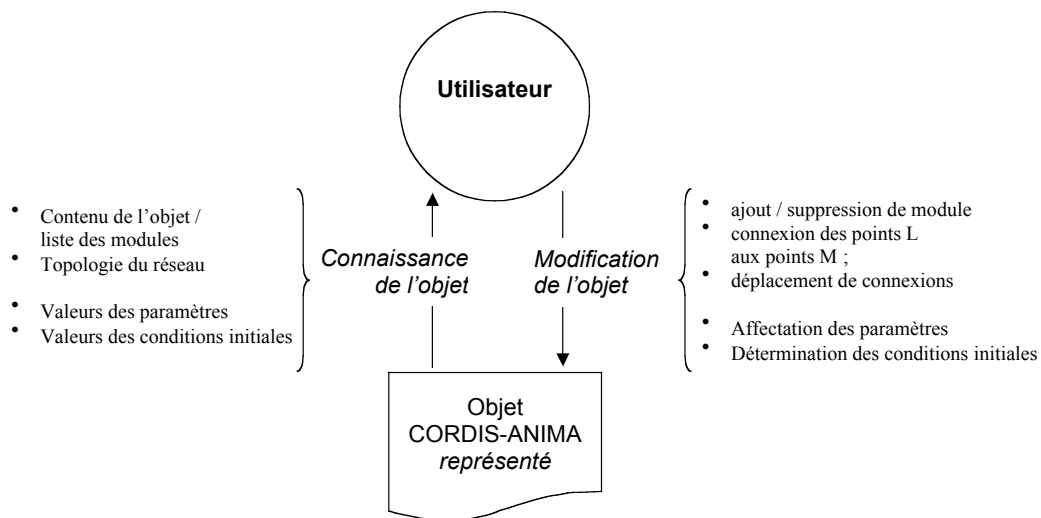 Utilisateur
• Contenu de l’objet /
liste des modules
• Topologie du réseau
• Valeurs des paramètres
• Valeurs des conditions initiales
Connaissance
de l’objet
Modification
de l’objet
• ajout / suppression de module
• connexion des points L
aux points M ;
• déplacement de connexions
• Affectation des paramètres
• Détermination des conditions initiales
Objet
CORDIS-ANIMA
représenté